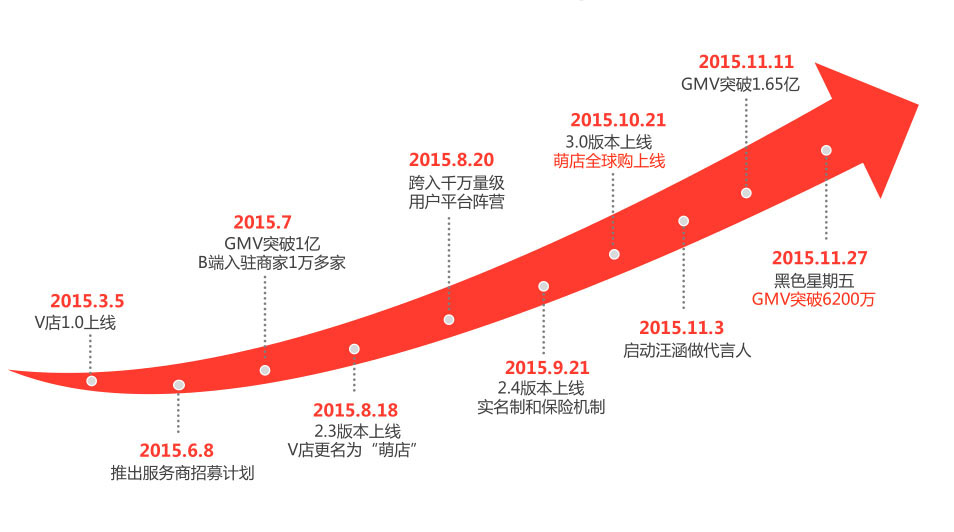 2015.3.5
V店1.0上线
2015.6.8
推出服务商招募计划
2015.7
GMV突破1亿
B端入驻商家1万多家
2015.8.18
2.3版本上线
V店更名为“萌店”
2015.8.20
跨入千万量级
用户平台阵营
2015.9.21
2.4版本上线
实名制和保险机制
2015.10.21
3.0版本上线
萌店全球购上线
2015.11.3
启动汪涵做代言人
2015.11.11
GMV突破1.65亿
2015.11.27
黑色星期五
GMV突破6200万